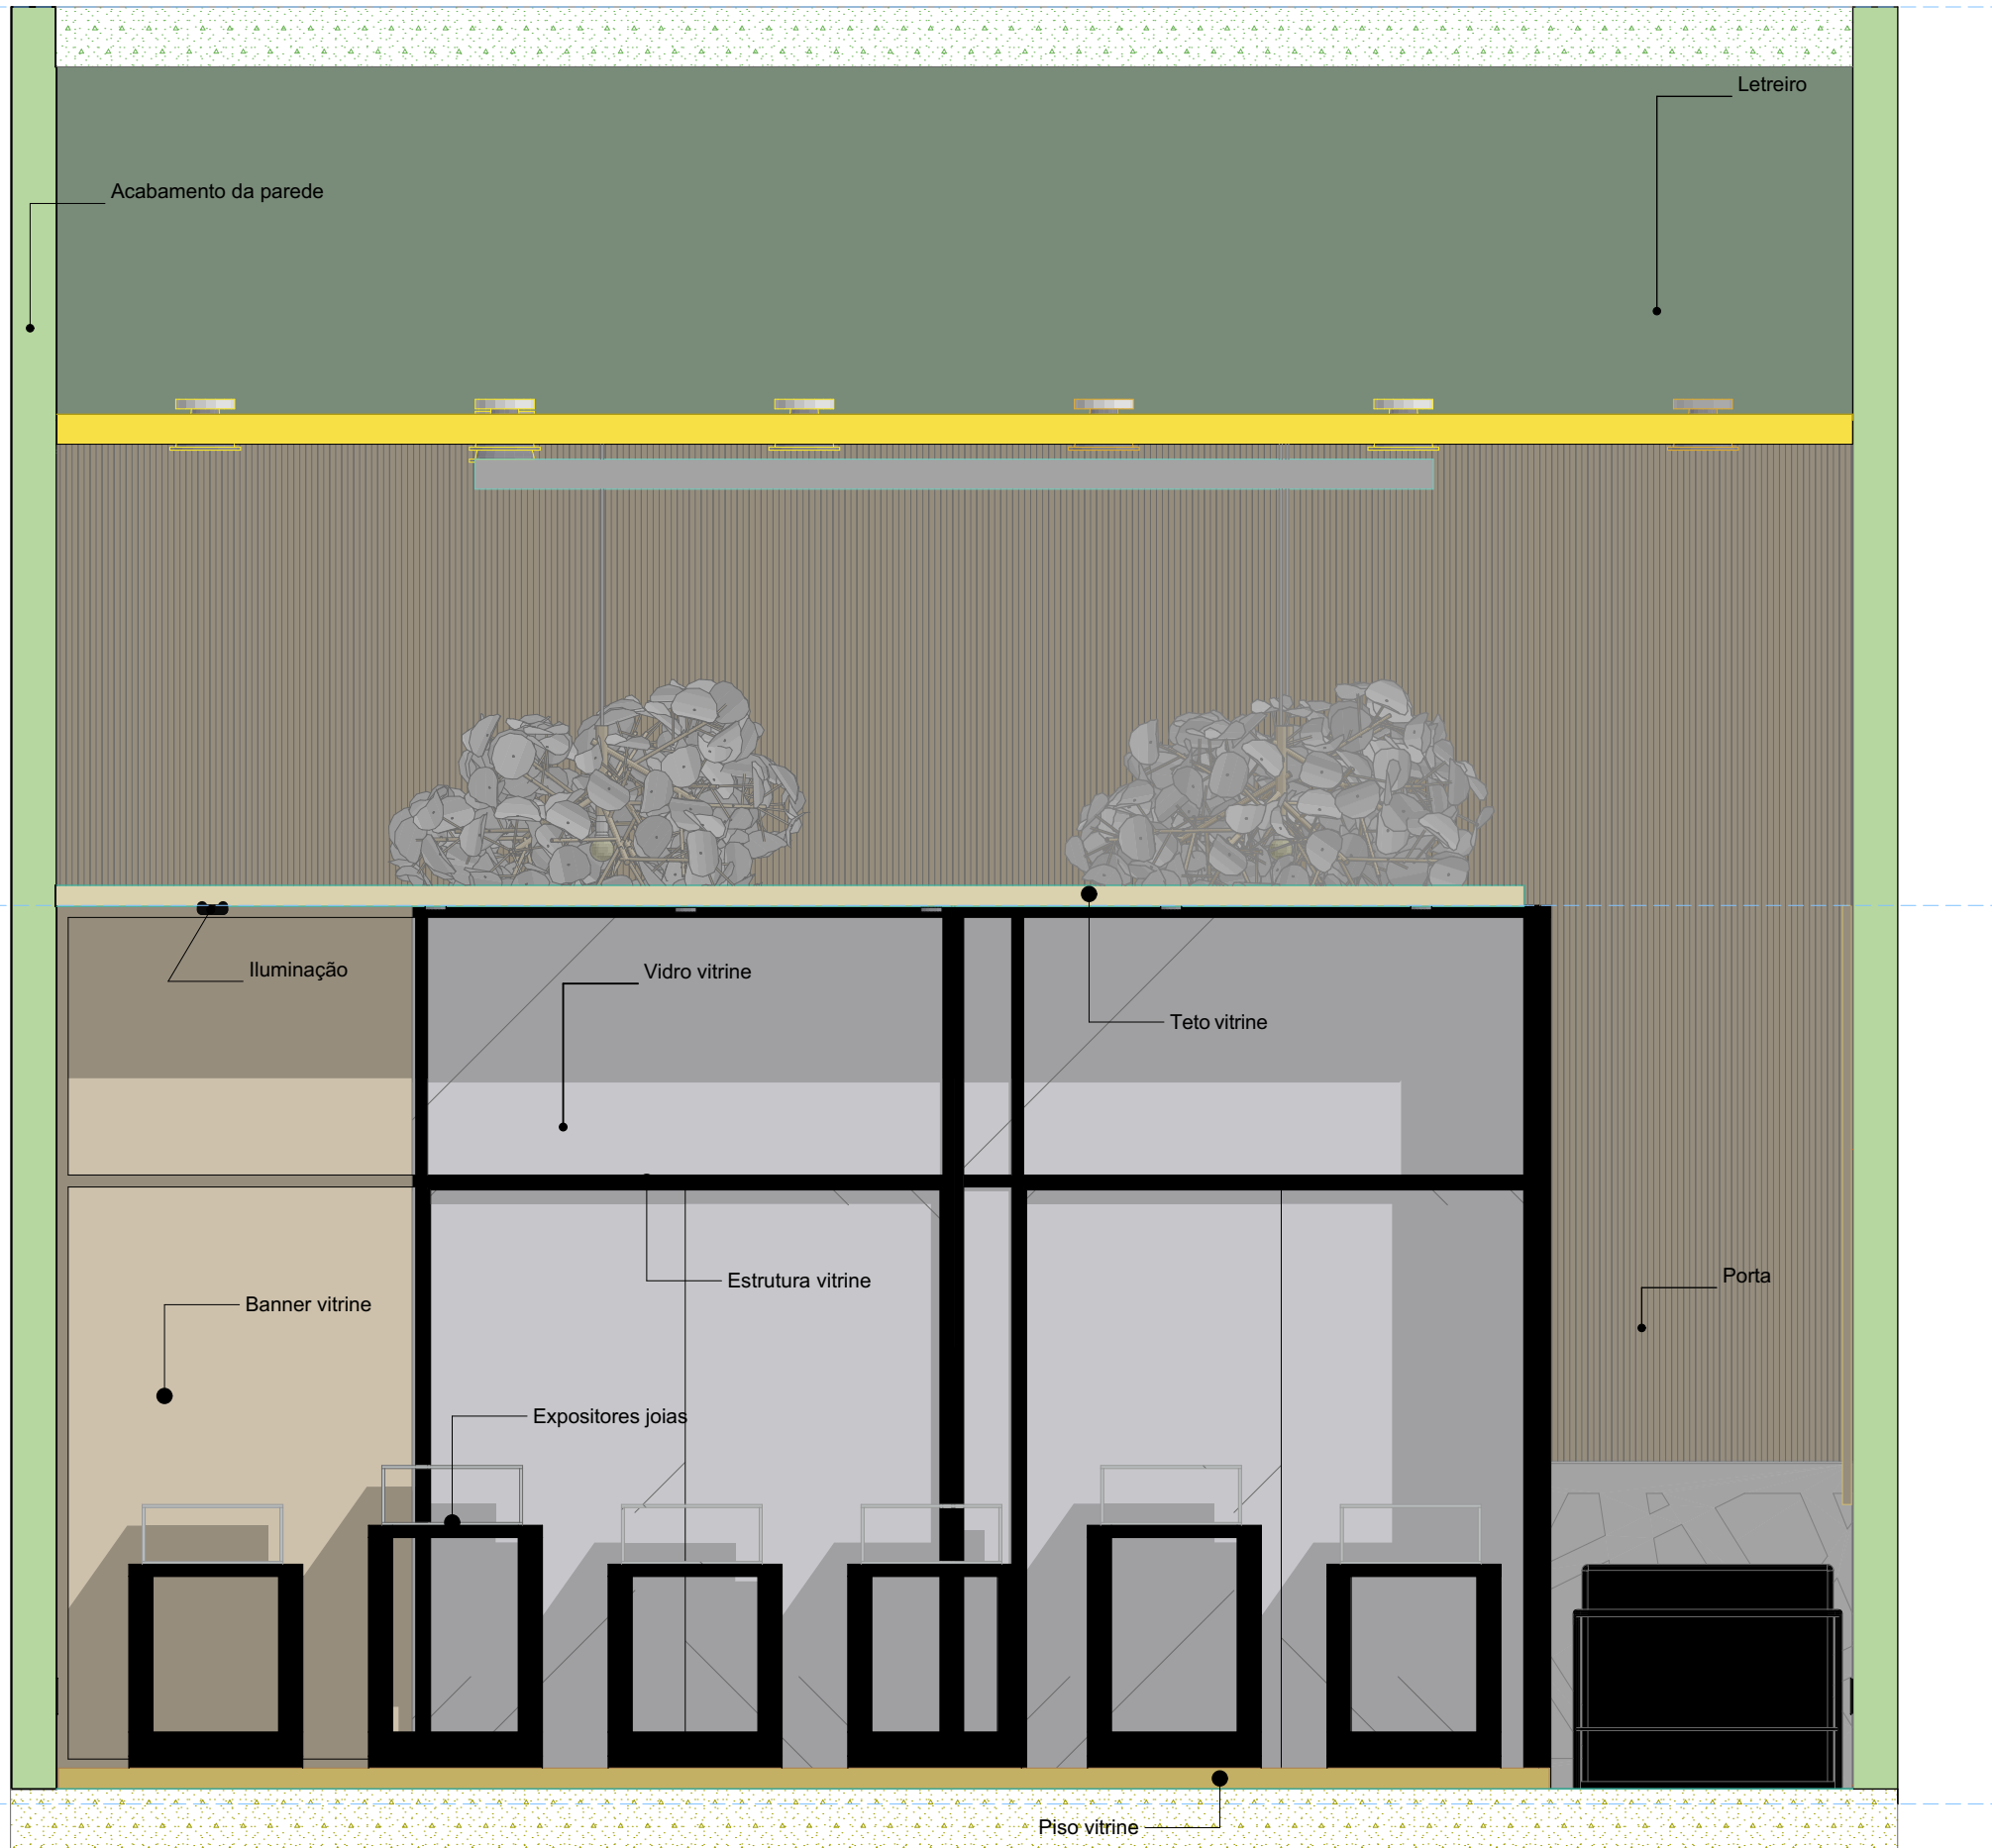 Letreiro
Acabamento da parede
Iluminação
Vidro vitrine
Teto vitrine
Estrutura vitrine
Porta
Banner vitrine
Expositores joias
Piso vitrine